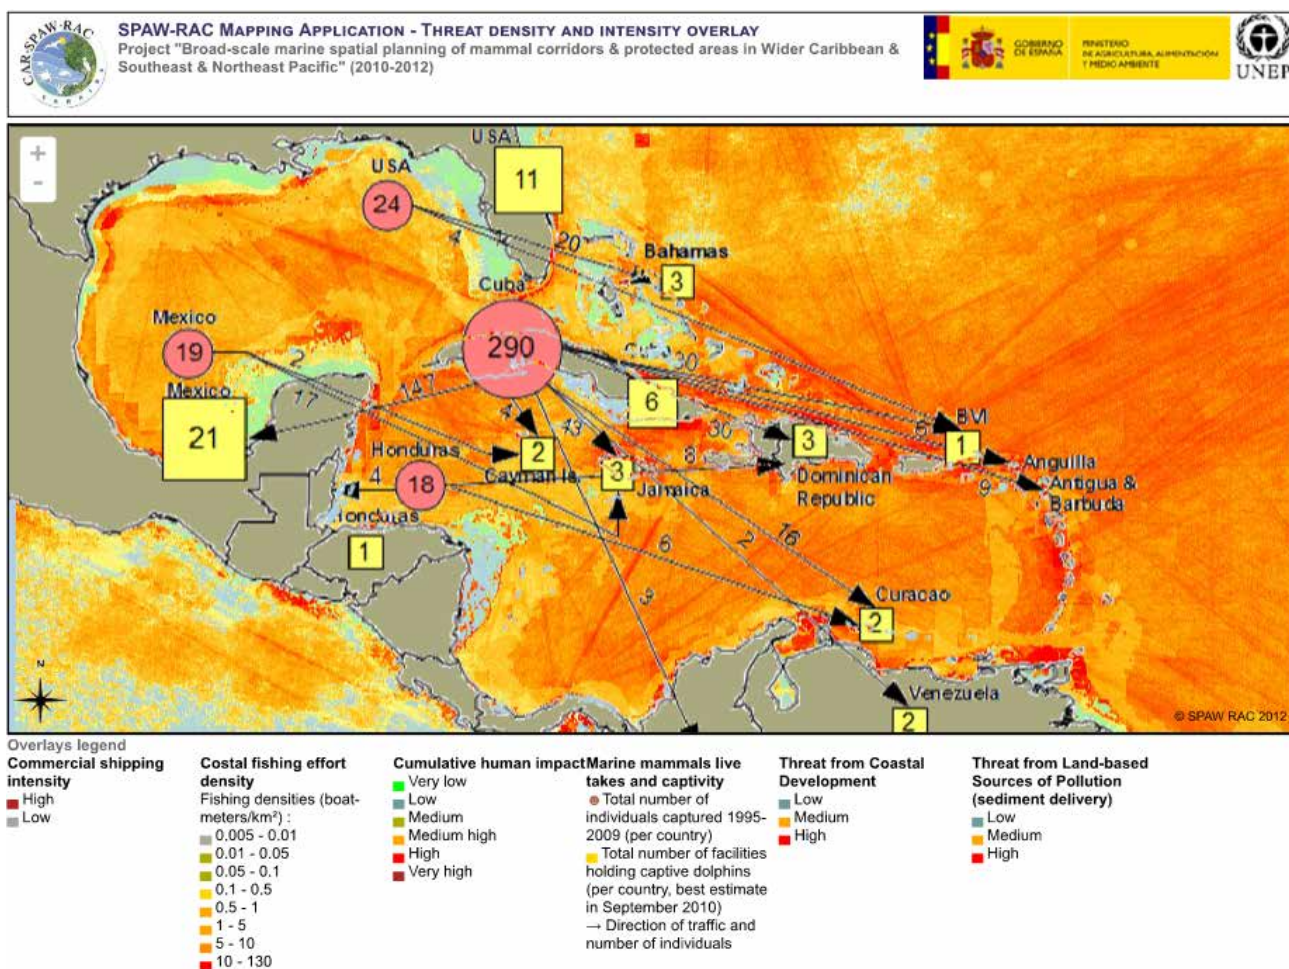 CAR-SPAW-RAC
CARAIBE
SPAW-RAC Mapping Application - Threat density and intensity overlay
Project "Broad-scale marine spatial planning of mammal corridors & protected areas in Wider Caribbean &
Southeast & Northeast Pacific" (2010-2012)
GOBIERNO
DE ESPAÑA
MINISTERIO
DE AGRICULTURA, ALIMENTACIÓN
Y MEDIO AMBIENTE
UNEP
+
-
USA
11
USA
24
4
20
Bahamas
3
Cuba
290
Mexico
19
2
Mexico
17
147
21
30
6
4
43
2
Cayman Is.
3
Jamaica
30
8
3
Dominican
Republic
BVI
1
Anguilla
9
Antigua &
Barbuda
Honduras
18
4
Honduras
1
6
2
16
3
Curacao
2
Venezuela
2
N
© SPAW RAC 2012
Overlays legend
Commercial shipping
intensity
High
Low
Costal fishing effort
density
Fishing densities (boat-
meters/km²) :
0.005 - 0.01
0.01 - 0.05
0.05 - 0.1
0.1 - 0.5
0.5 - 1
1 - 5
5 - 10
10 - 130
Cumulative human impact
Very low
Low
Medium
Medium high
High
Very high
Marine mammals live
takes and captivity
Total number of
individuals captured 1995-
2009 (per country)
Total number of facilities
holding captive dolphins
(per country, best estimate
in September 2010)
→ Direction of traffic and
number of individuals
Threat from Coastal
Development
Low
Medium
High
Threat from Land-based
Sources of Pollution
(sediment delivery)
Low
Medium
High